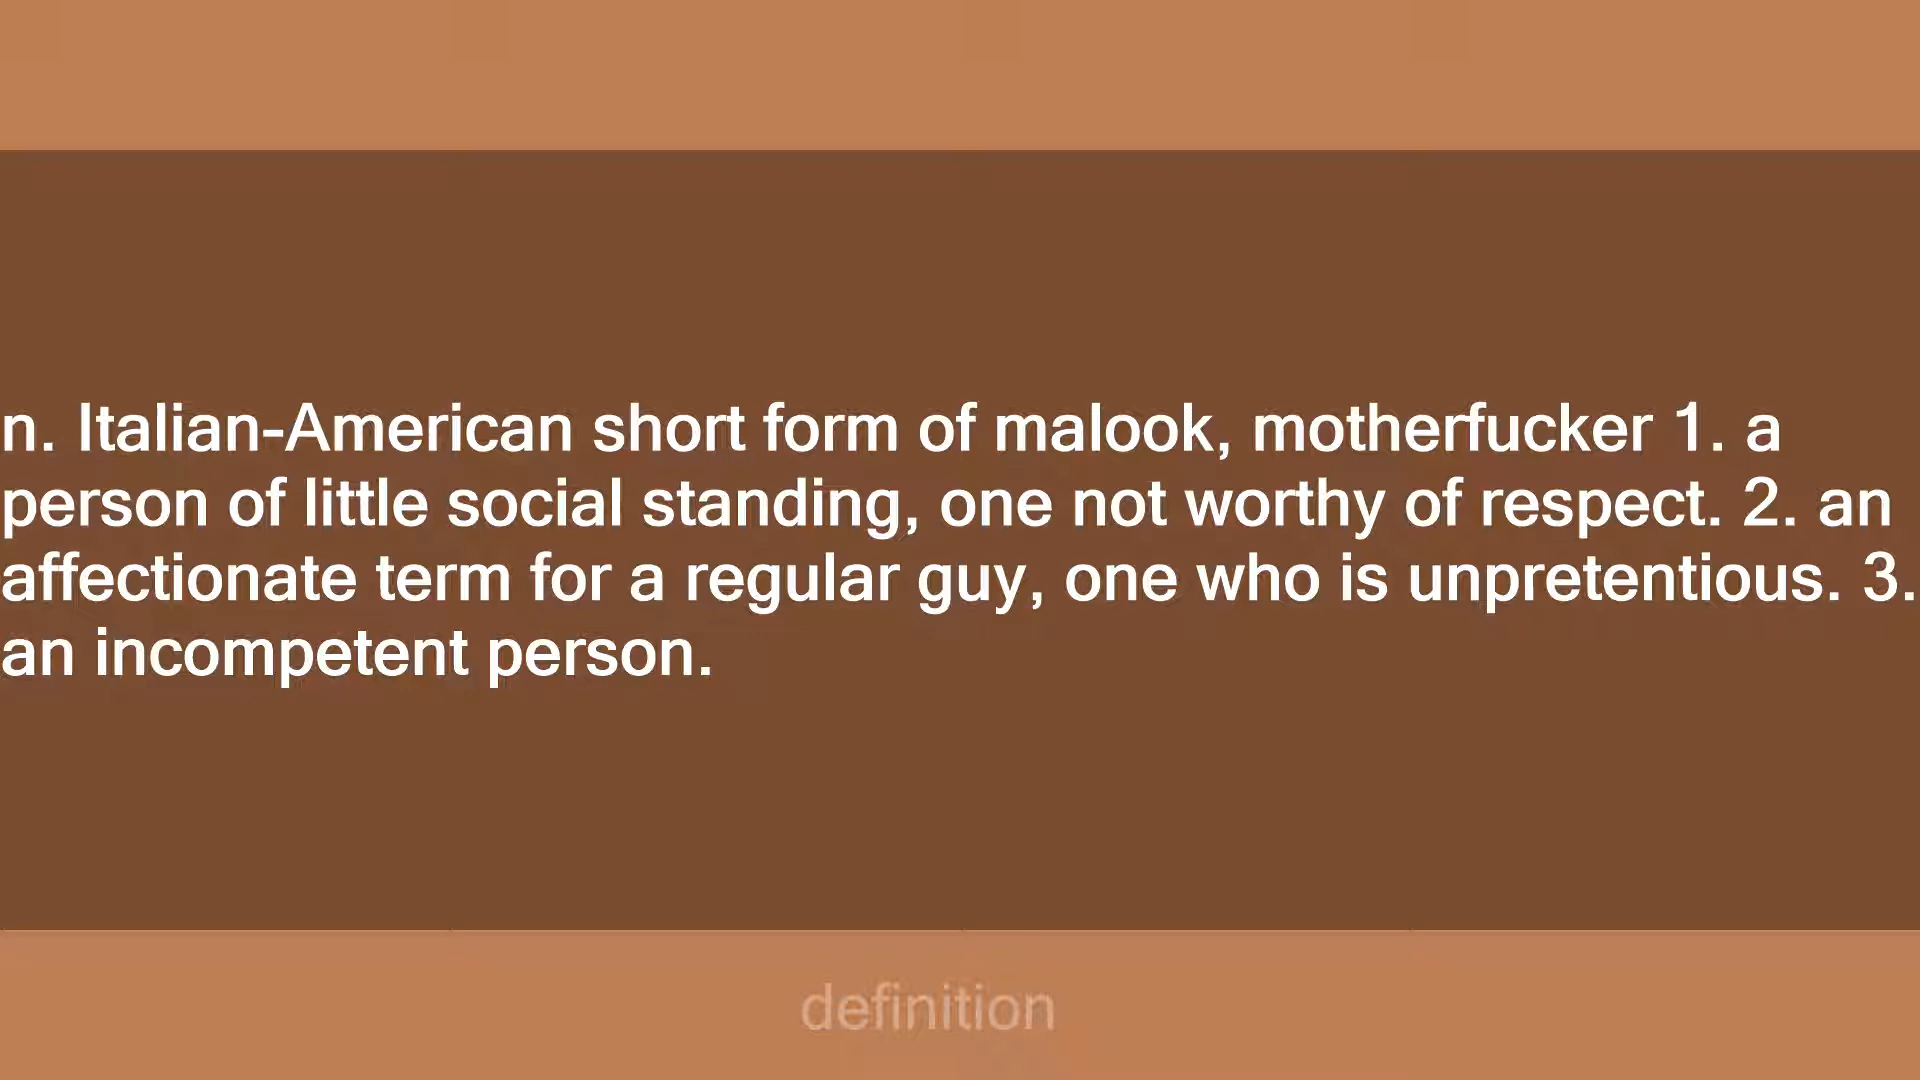 n. Italian-American short form of malook, motherfucker 1. a
person of little social standing, one not worthy of respect. 2. an
affectionate term for a regular guy, one who is unpretentious. 3.
an incompetent person.
definition